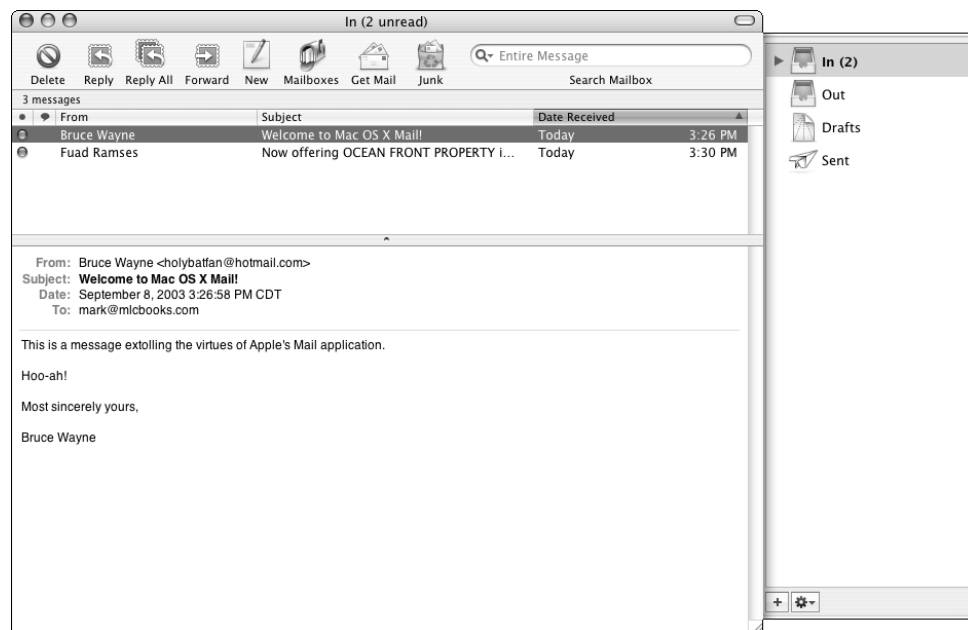 In (2 unread)
Entire Message
Delete Reply Reply All Forward New Mailboxes Get Mail Junk Search Mailbox
3 messages
From Subject Date Received
Bruce Wayne Welcome to Mac OS X Mail! Today 3:26 PM
Fuad Ramses Now offering OCEAN FRONT PROPERTY i... Today 3:30 PM
From: Bruce Wayne <holybatfan@hotmail.com>
Subject: Welcome to Mac OS X Mail!
Date: September 8, 2003 3:26:58 PM CDT
To: mark@mlcbooks.com
This is a message extolling the virtues of Apple's Mail application.
Hoo-ah!
Most sincerely yours,
Bruce Wayne
In (2)
Out
Drafts
Sent